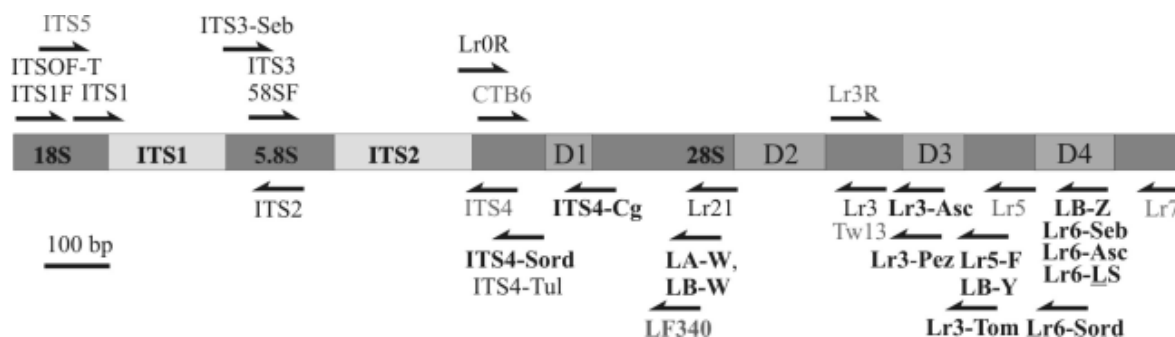 ITS5
ITS3-Seb
Lr0R
ITSOF-T
ITS3
ITS1F
ITS1
58SF
CTB6
Lr3R
18S
ITS1
5.8S
ITS2
D1
28S
D2
D3
D4
ITS2
ITS4
ITS4-Cg
Lr21
Lr3
Lr3-Asc
Lr5
LB-Z
Lr7
Tw13
Lr6-Seb
100 bp
ITS4-Sord
LA-W,
Lr3-Pez
Lr5-F
Lr6-Asc
ITS4-Tul
LB-W
LB-Y
Lr6-LS
LF340
Lr3-Tom
Lr6-Sord